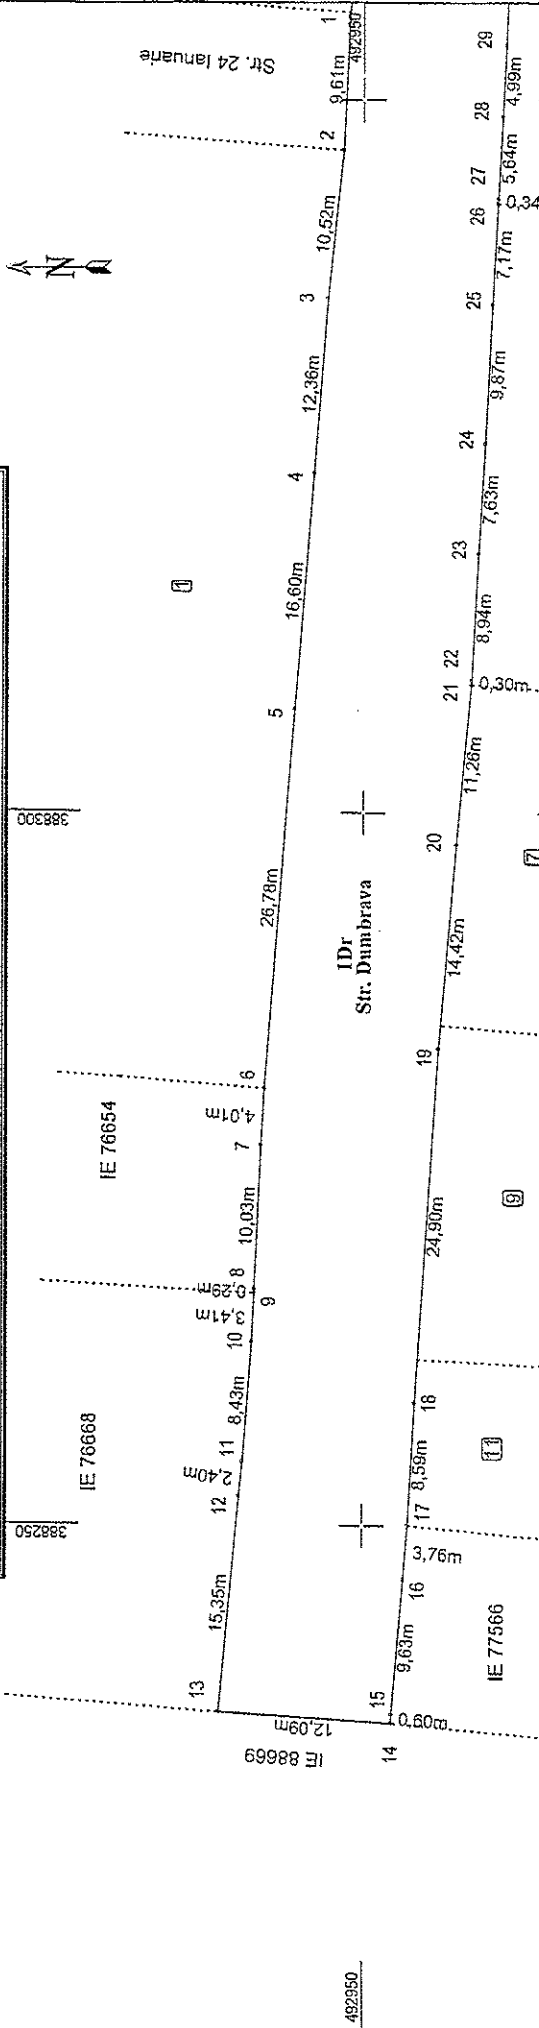 Str. 24 Ianuarie
1
9,61m
492950
2
10,52m
3
12,36m
4
16,60m
5
26,78m
6
4,01m
7
10,03m
8
0,29m
9
3,41m
10
8,43m
11
2,40m
12
15,35m
13
12,09m
IE 88669
14
0,60m
15
9,63m
16
3,76m
17
8,59m
18
24,90m
19
14,42m
20
11,26m
21
0,30m
22
8,94m
23
7,63m
24
9,87m
25
7,17m
26
0,34
27
5,64m
28
4,99m
29
N
1
388300
IDr
Str. Dumbrava
7
IE 76654
9
IE 76668
11
388250
IE 77566
492950